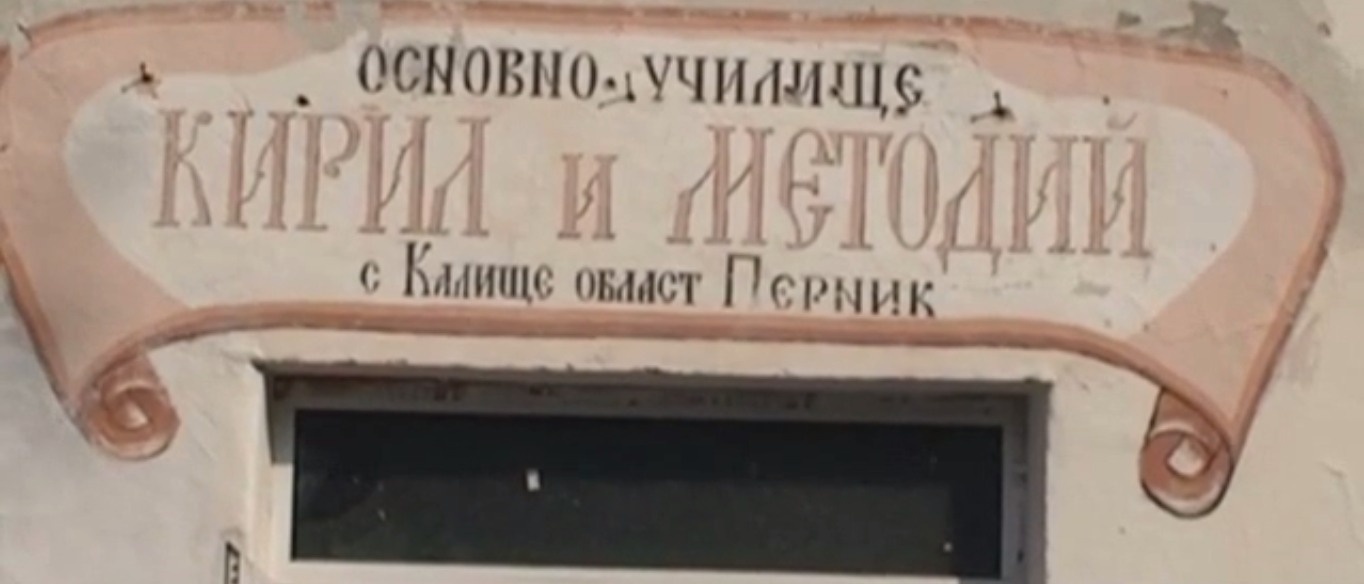 ОСНОВНО УЧИЛИЩЕ
КИРИЛ и МЕТОДИЙ
с Калище област Перник